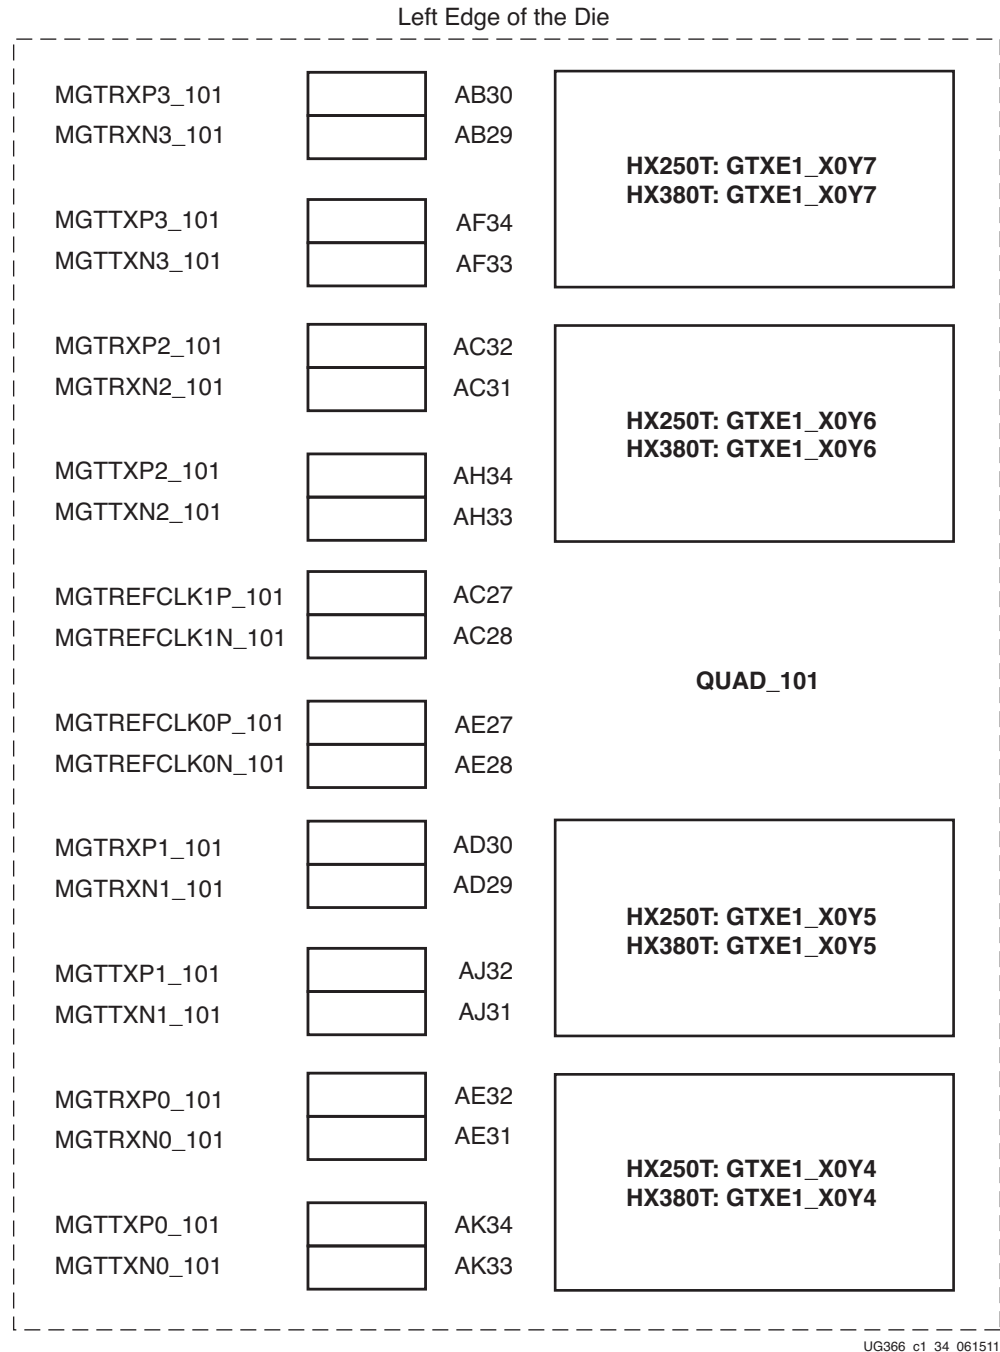 Left Edge of the Die
MGTRXP3_101 AB30
MGTRXN3_101 AB29
HX250T: GTXE1_X0Y7
HX380T: GTXE1_X0Y7
MGTTXP3_101 AF34
MGTTXN3_101 AF33
MGTRXP2_101 AC32
MGTRXN2_101 AC31
HX250T: GTXE1_X0Y6
HX380T: GTXE1_X0Y6
MGTTXP2_101 AH34
MGTTXN2_101 AH33
MGTREFCLK1P_101 AC27
MGTREFCLK1N_101 AC28
QUAD_101
MGTREFCLK0P_101 AE27
MGTREFCLK0N_101 AE28
MGTRXP1_101 AD30
MGTRXN1_101 AD29
HX250T: GTXE1_X0Y5
HX380T: GTXE1_X0Y5
MGTTXP1_101 AJ32
MGTTXN1_101 AJ31
MGTRXP0_101 AE32
MGTRXN0_101 AE31
HX250T: GTXE1_X0Y4
HX380T: GTXE1_X0Y4
MGTTXP0_101 AK34
MGTTXN0_101 AK33
UG366_c1_34_061511